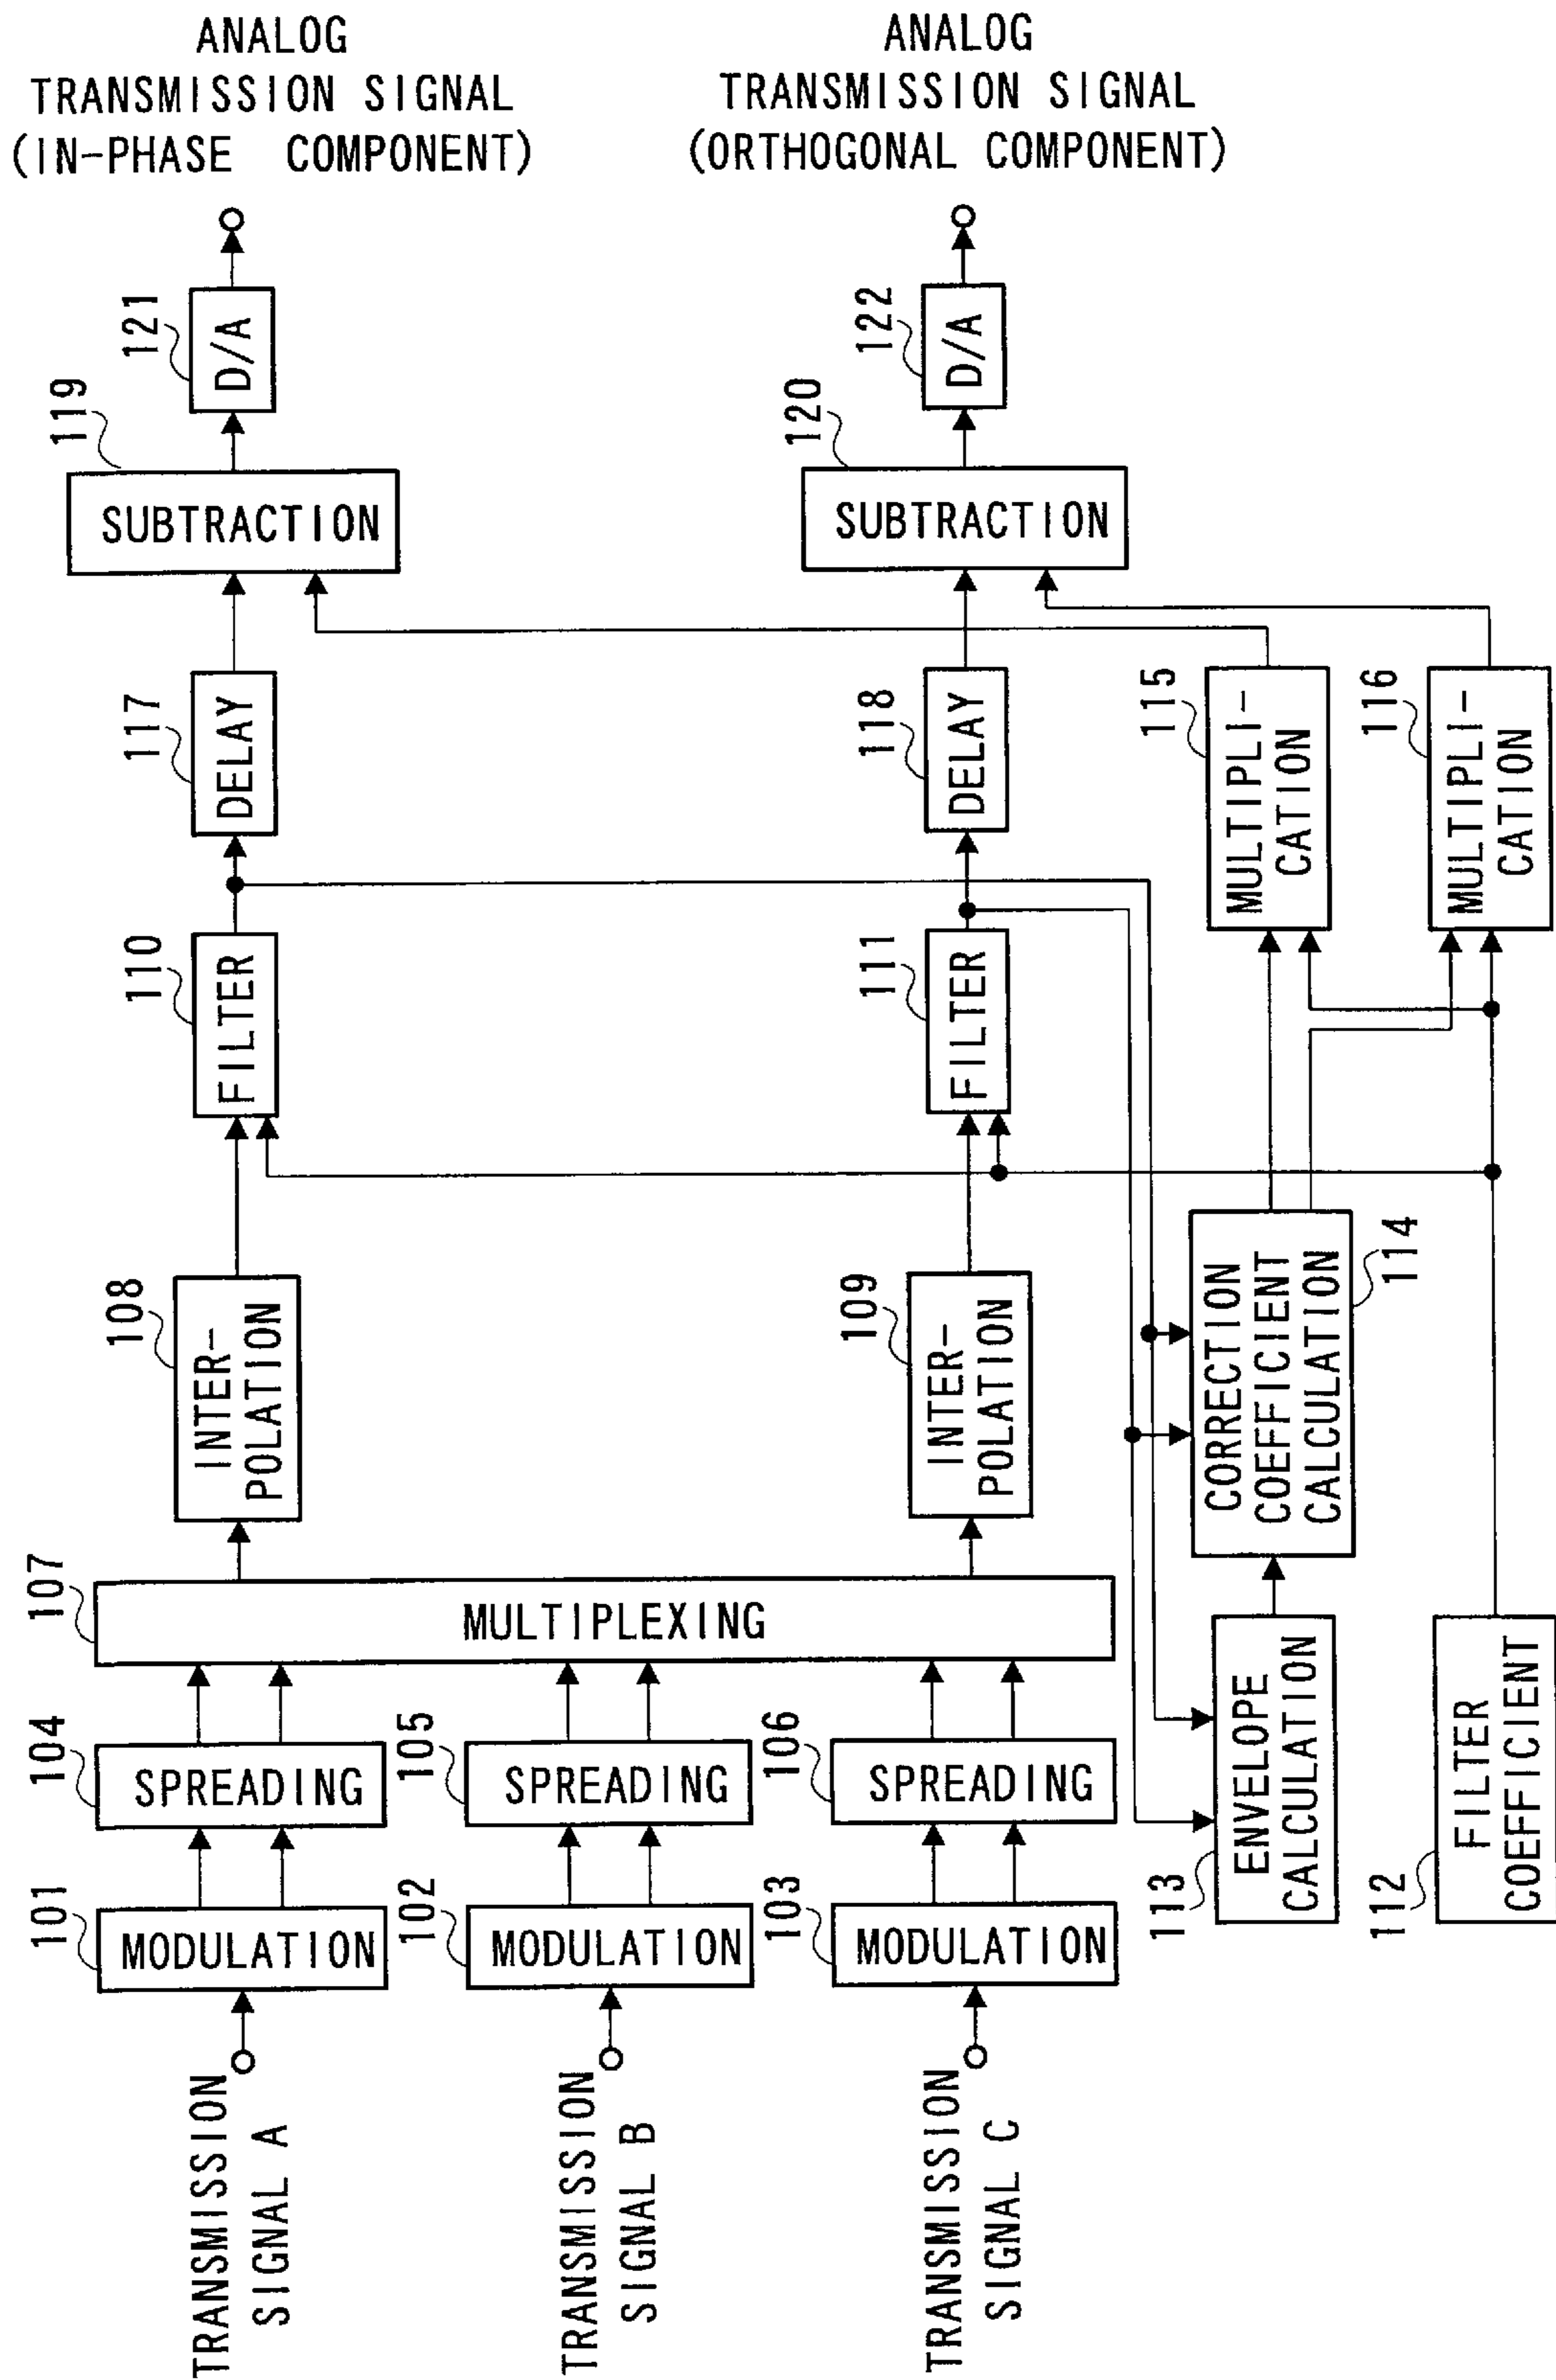 ANALOG
TRANSMISSION SIGNAL
(IN-PHASE COMPONENT)
ANALOG
TRANSMISSION SIGNAL
(ORTHOGONAL COMPONENT)
121
D/A
122
D/A
119
SUBTRACTION
120
SUBTRACTION
117
DELAY
118
DELAY
115
MULTIPLI-
CATION
116
MULTIPLI-
CATION
110
FILTER
111
FILTER
108
INTER-
POLATION
109
INTER-
POLATION
CORRECTION
COEFFICIENT
CALCULATION
114
107
MULTIPLEXING
104
SPREADING
105
SPREADING
106
SPREADING
113
ENVELOPE
CALCULATION
112
FILTER
COEFFICIENT
101
MODULATION
102
MODULATION
103
MODULATION
TRANSMISSION
SIGNAL A
TRANSMISSION
SIGNAL B
TRANSMISSION
SIGNAL C